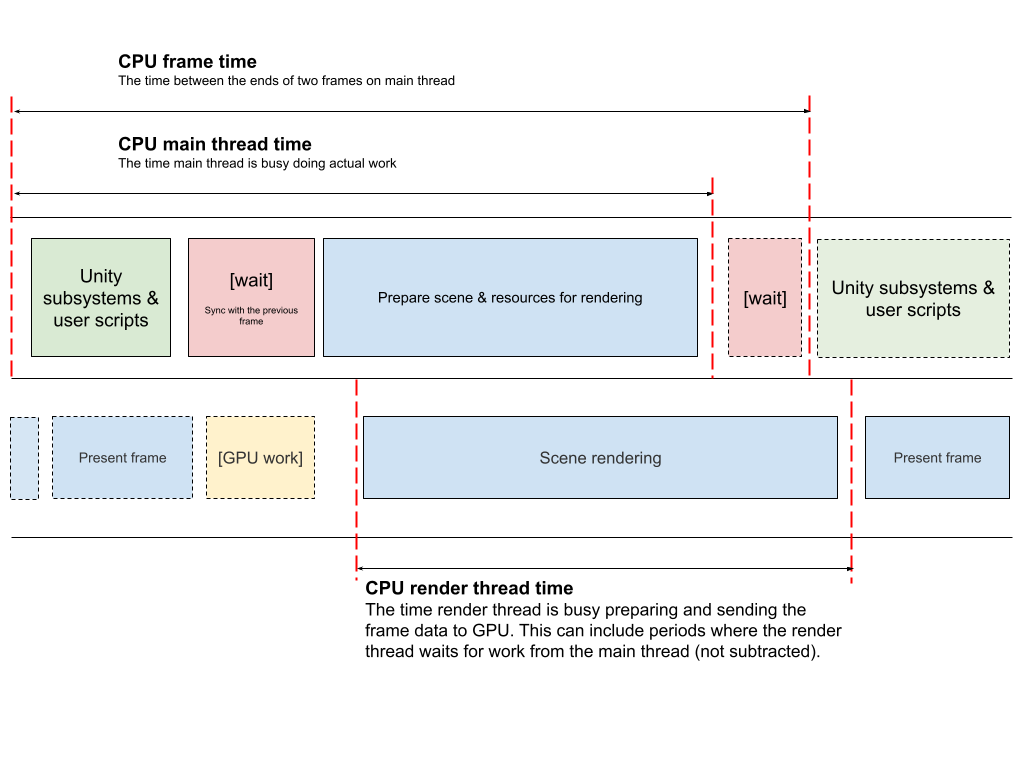 CPU frame time
The time between the ends of two frames on main thread
CPU main thread time
The time main thread is busy doing actual work
Unity
subsystems &
user scripts
[wait]
Sync with the previous
frame
Prepare scene & resources for rendering
[wait]
Unity subsystems &
user scripts
Present frame
[GPU work]
Scene rendering
Present frame
CPU render thread time
The time render thread is busy preparing and sending the
frame data to GPU. This can include periods where the render
thread waits for work from the main thread (not subtracted).